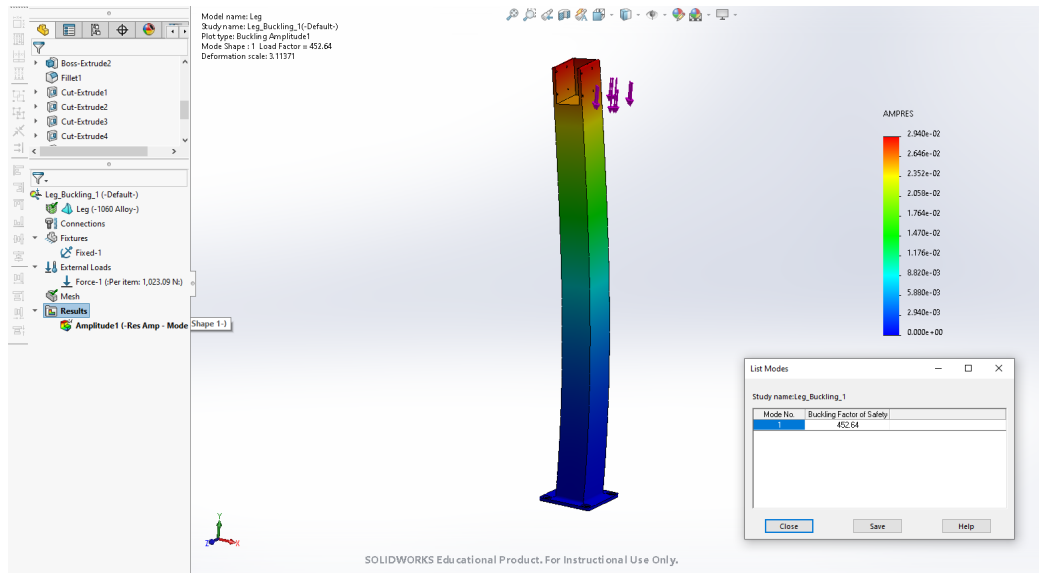 Model name: Leg
Study name: Leg_Buckling_1(-Default-)
Plot type: Buckling Amplitude1
Mode Shape : 1 Load Factor = 452.64
Deformation scale: 3.11371
Boss-Extrude2
Fillet1
Cut-Extrude1
Cut-Extrude2
Cut-Extrude3
Cut-Extrude4
Leg_Buckling_1 (-Default-)
Leg (-1060 Alloy-)
Connections
Fixtures
Fixed-1
External Loads
Force-1 (:Per item: 1,023.09 N:)
Mesh
Results
Amplitude1 (-Res Amp - Mode Shape 1-)
AMPRES
2.940e-02
2.646e-02
2.352e-02
2.058e-02
1.764e-02
1.470e-02
1.176e-02
8.820e-03
5.880e-03
2.940e-03
0.000e+00
List Modes
Study name:Leg_Buckling_1
Mode No. Buckling Factor of Safety
1 452.64
Close Save Help
Y
Z X
SOLIDWORKS Educational Product. For Instructional Use Only.